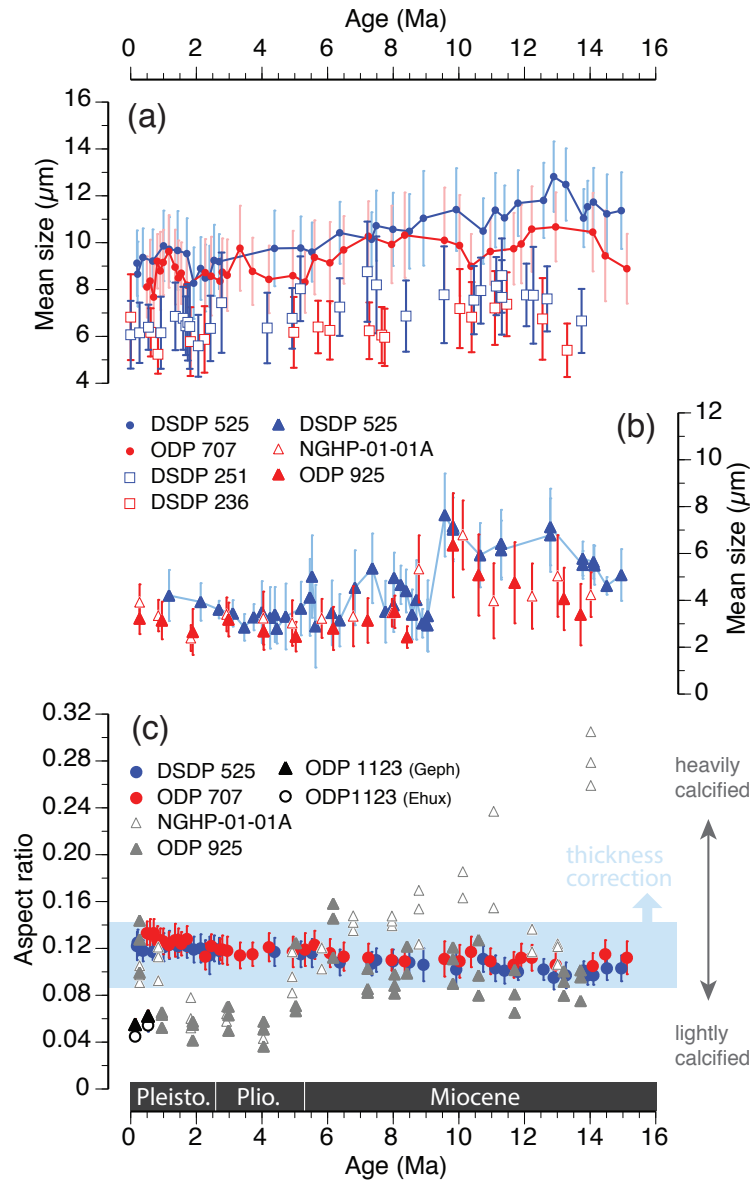 Age (Ma)
0 2 4 6 8 10 12 14 16
(a)
16
14
12
10
8
6
4
Mean size (µm)
DSDP 525
ODP 707
DSDP 251
DSDP 236
DSDP 525
NGHP-01-01A
ODP 925
(b)
12
10
8
6
4
2
0
Mean size (µm)
(c)
0.32
0.28
0.24
0.20
0.16
0.12
0.08
0.04
0
Aspect ratio
DSDP 525
ODP 707
NGHP-01-01A
ODP 925
ODP 1123 (Geph)
ODP1123 (Ehux)
heavily
calcified
thickness
correction
lightly
calcified
Pleisto. Plio. Miocene
0 2 4 6 8 10 12 14 16
Age (Ma)